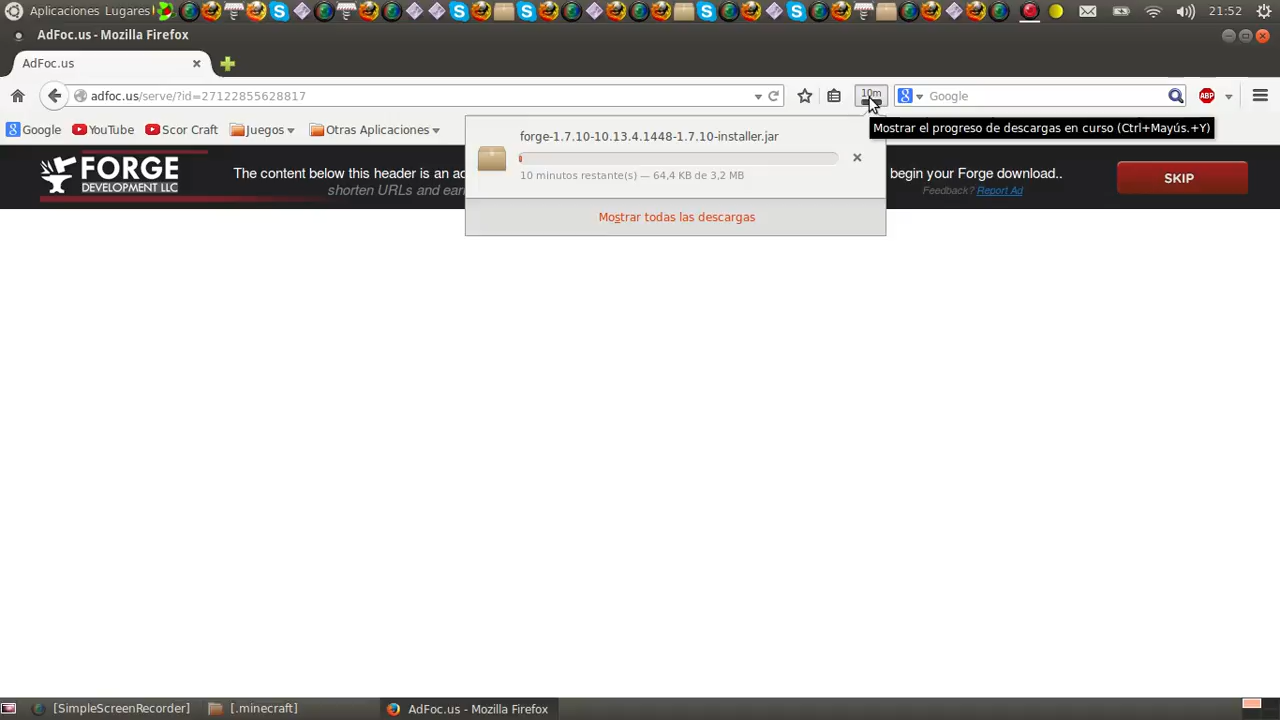 Aplicaciones Lugares
21:52
AdFoc.us - Mozilla Firefox
AdFoc.us
adfoc.us/serve/?id=27122855628817
10m
Google
ABP
Google
YouTube
Scor Craft
Juegos
Otras Aplicaciones
Mostrar el progreso de descargas en curso (Ctrl+Mayús.+Y)
forge-1.7.10-10.13.4.1448-1.7.10-installer.jar
10 minutos restante(s) — 64,4 KB de 3,2 MB
Mostrar todas las descargas
FORGE
DEVELOPMENT LLC
The content below this header is an ad
shorten URLs and ear
begin your Forge download..
Feedback? Report Ad
SKIP
[SimpleScreenRecorder]
[.minecraft]
AdFoc.us - Mozilla Firefox